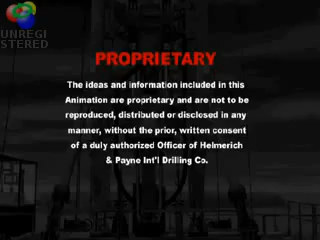 UNREGI
STERED
PROPRIETARY
The ideas and information included in this
Animation are proprietary and are not to be
reproduced, distributed or disclosed in any
manner, without the prior, written consent
of a duly authorized Officer of Helmerich
& Payne Int'l Drilling Co.